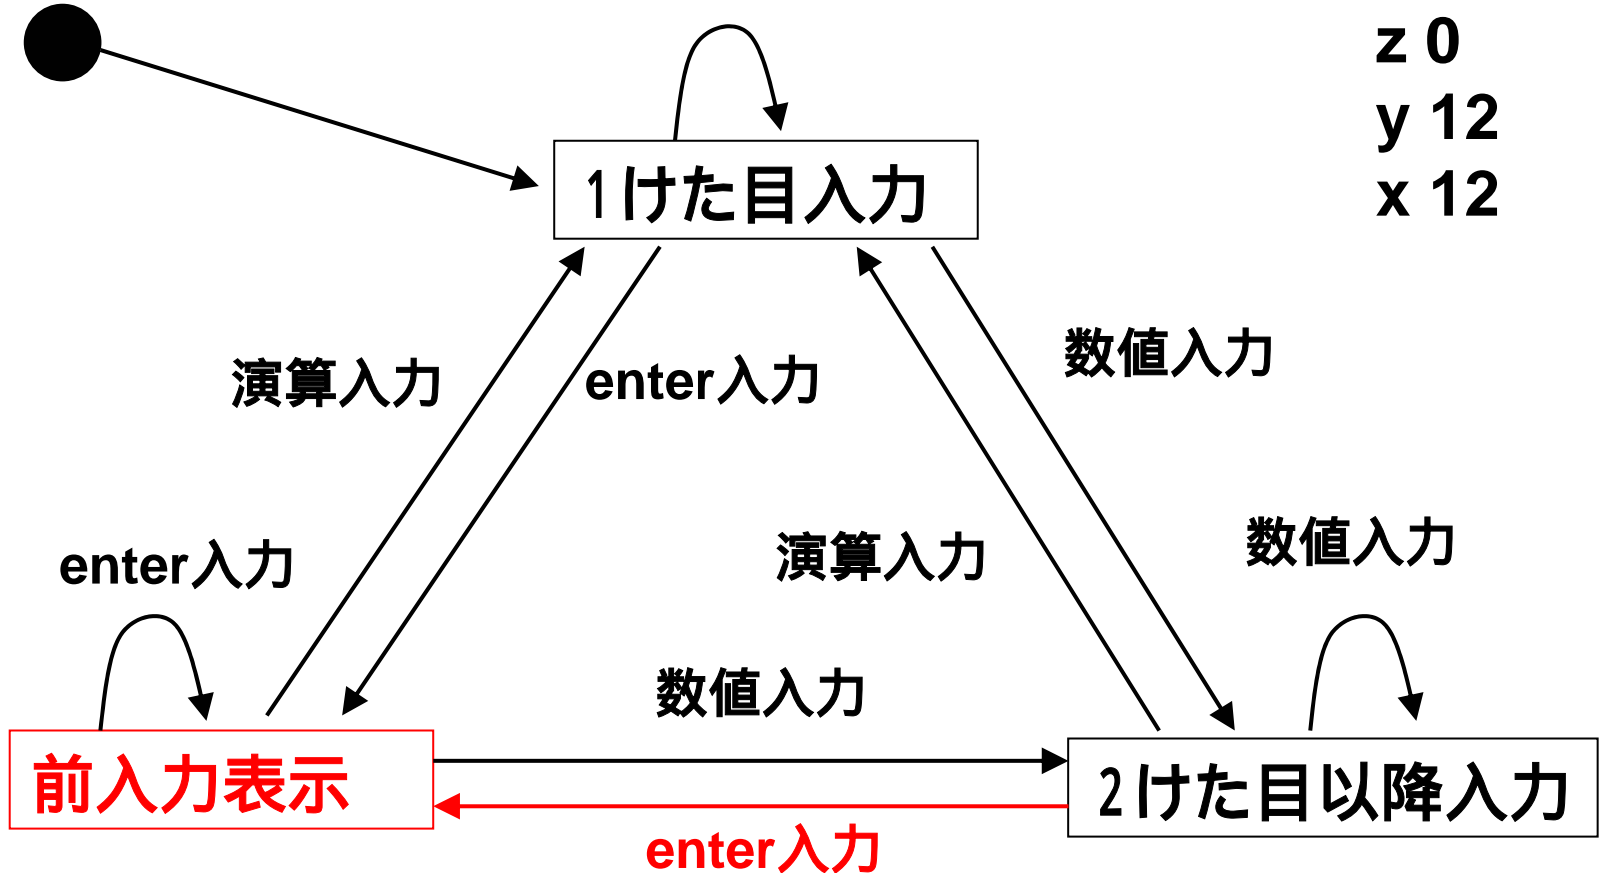 z 0
y 12
x 12
1けた目入力
数値入力
演算入力
enter入力
数値入力
演算入力
enter入力
数値入力
前入力表示
2けた目以降入力
enter入力